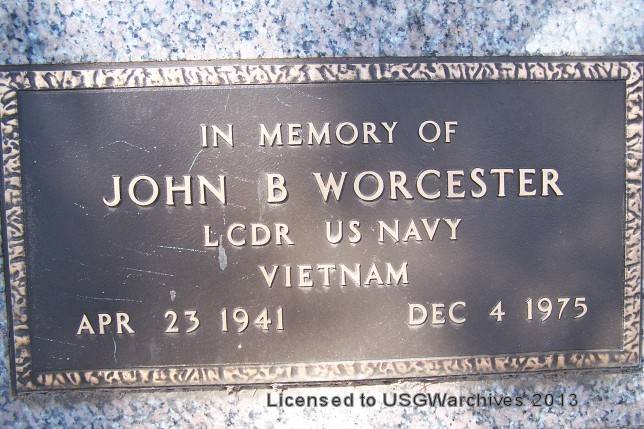 IN MEMORY OF
JOHN B WORCESTER
LCDR US NAVY
VIETNAM
APR 23 1941 DEC 4 1975
Licensed to USGWarchives 2013